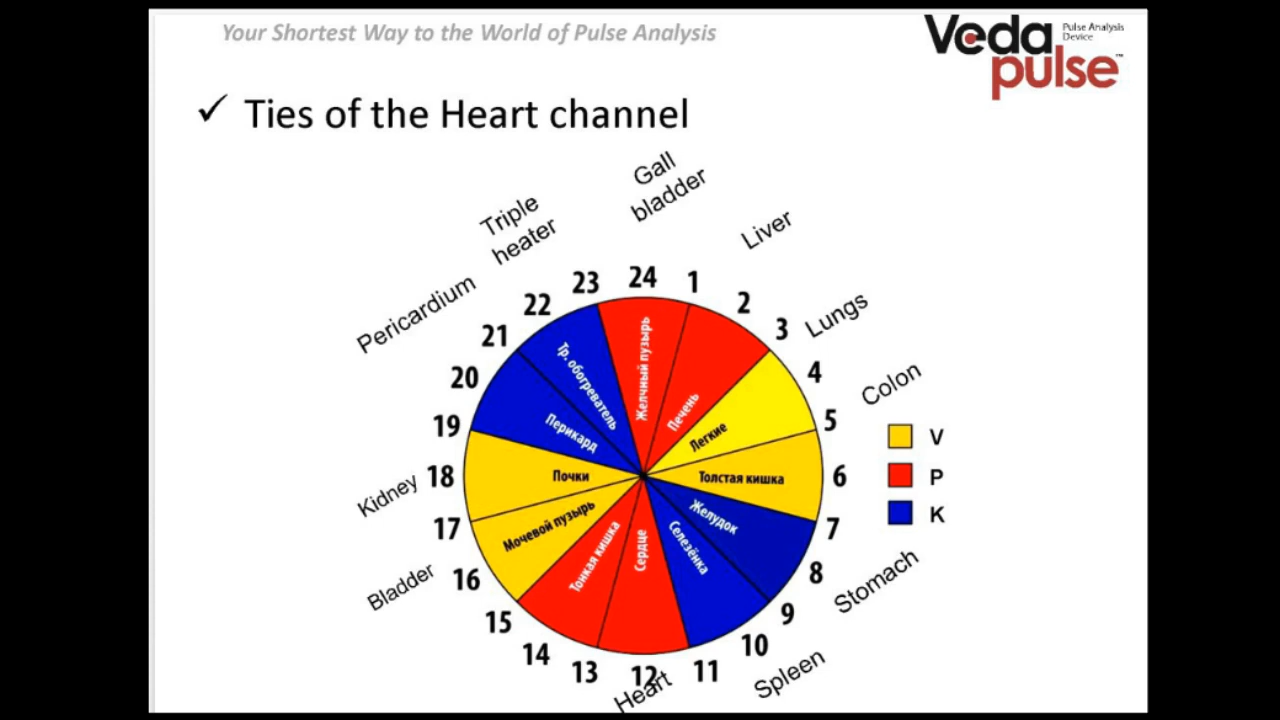 Your Shortest Way to the World of Pulse Analysis
Veda
pulse™
Pulse Analysis
Device
✓ Ties of the Heart channel
Gall
bladder
Triple
heater
Liver
Pericardium
Lungs
Colon
Kidney
Bladder
Stomach
Spleen
Heart
24
1
2
3
4
5
6
7
8
9
10
11
12
13
14
15
16
17
18
19
20
21
22
23
Желчный пузырь
Печень
Легкие
Толстая кишка
Желудок
Селезёнка
Сердце
Тонкая кишка
Мочевой пузырь
Почки
Перикард
Тр. обогреватель
V
P
K